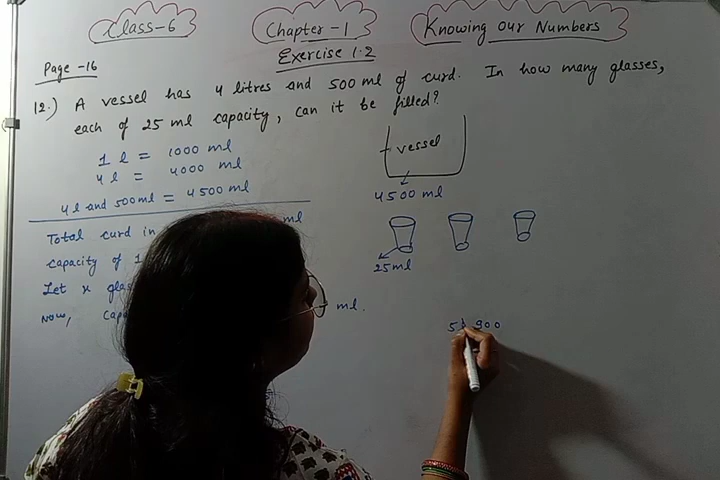 Class-6 Chapter-1 Knowing Our Numbers
Exercise 1.2
Page -16
12.) A vessel has 4 litres and 500 ml of curd. In how many glasses,
each of 25 ml capacity, can it be filled?
1 l = 1000 ml
4 l = 4000 ml
4 l and 500 ml = 4500 ml
vessel
4500 ml
25 ml
Total curd in ml
capacity of 1
Let x
Now, ml.
5 900